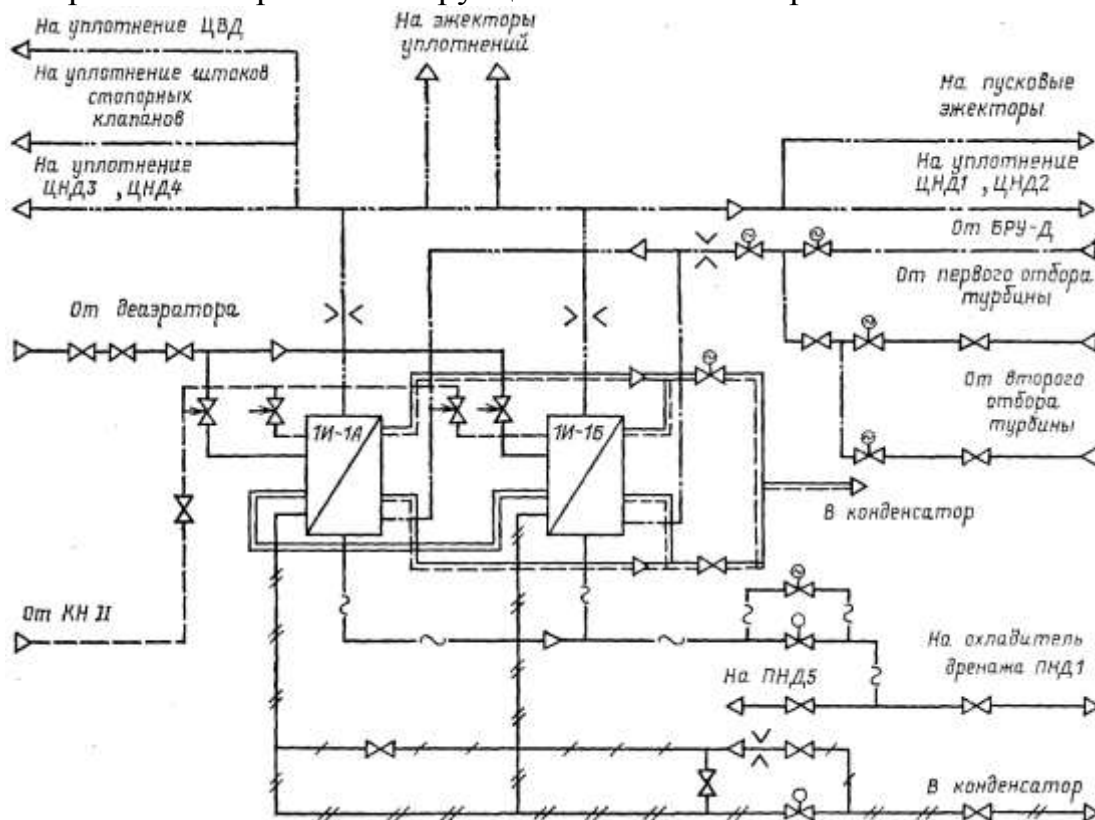 На уплотнение ЦВД
На уплотнение штоков
стопорных
клапанов
На уплотнение
ЦНД3 , ЦНД4
На эжекторы
уплотнений
На пусковые
эжекторы
На уплотнение
ЦНД1 , ЦНД2
От БРУ-Д
От первого отбора
турбины
От деаэратора
От второго
отбора
турбины
1И-1А
1И-1Б
В конденсатор
От КН II
На охладитель
дренажа ПНД1
На ПНД5
В конденсатор